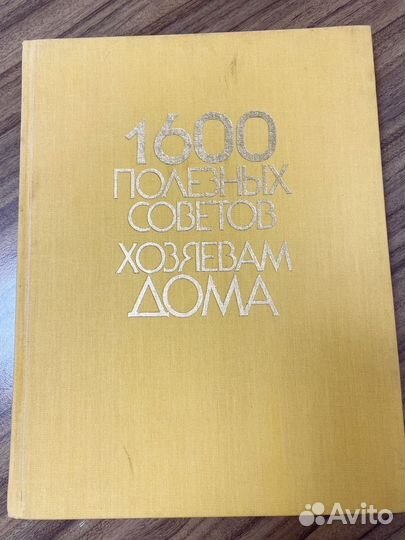 1600
ПОЛЕЗНЫХ
СОВЕТОВ
ХОЗЯЕВАМ
ДОМА
Avito